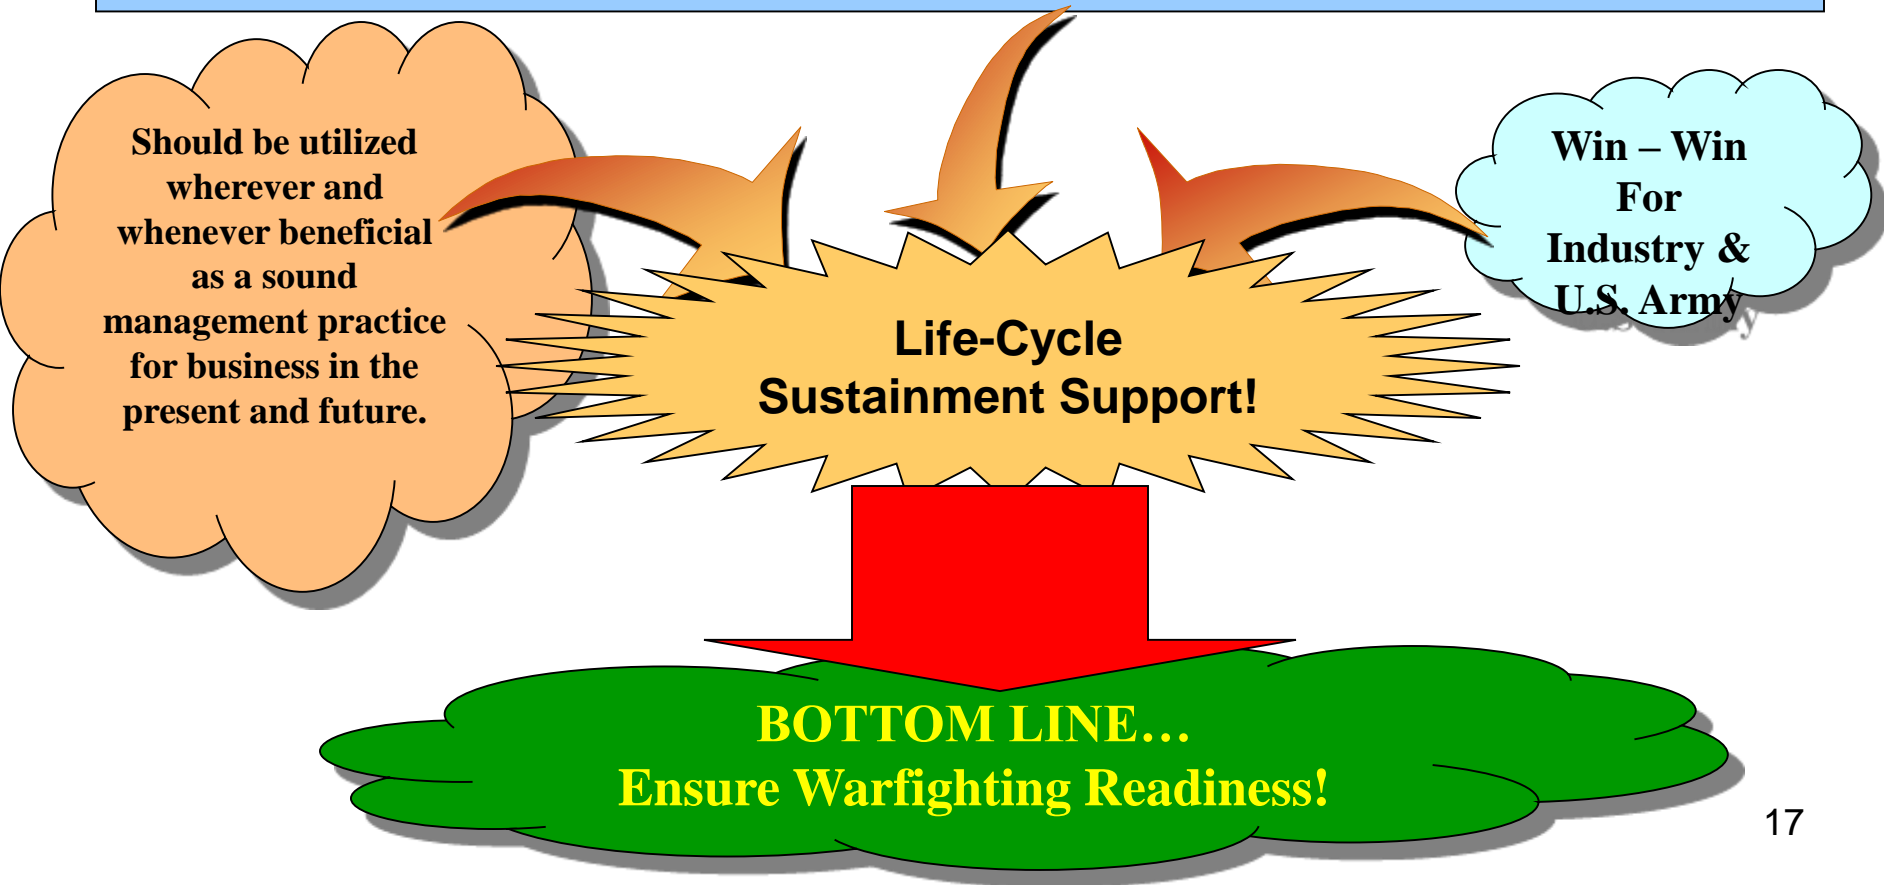 Should be utilized
wherever and
whenever beneficial
as a sound
management practice
for business in the
present and future.
Win – Win
For
Industry &
U.S. Army
Life-Cycle
Sustainment Support!
BOTTOM LINE…
Ensure Warfighting Readiness!
17